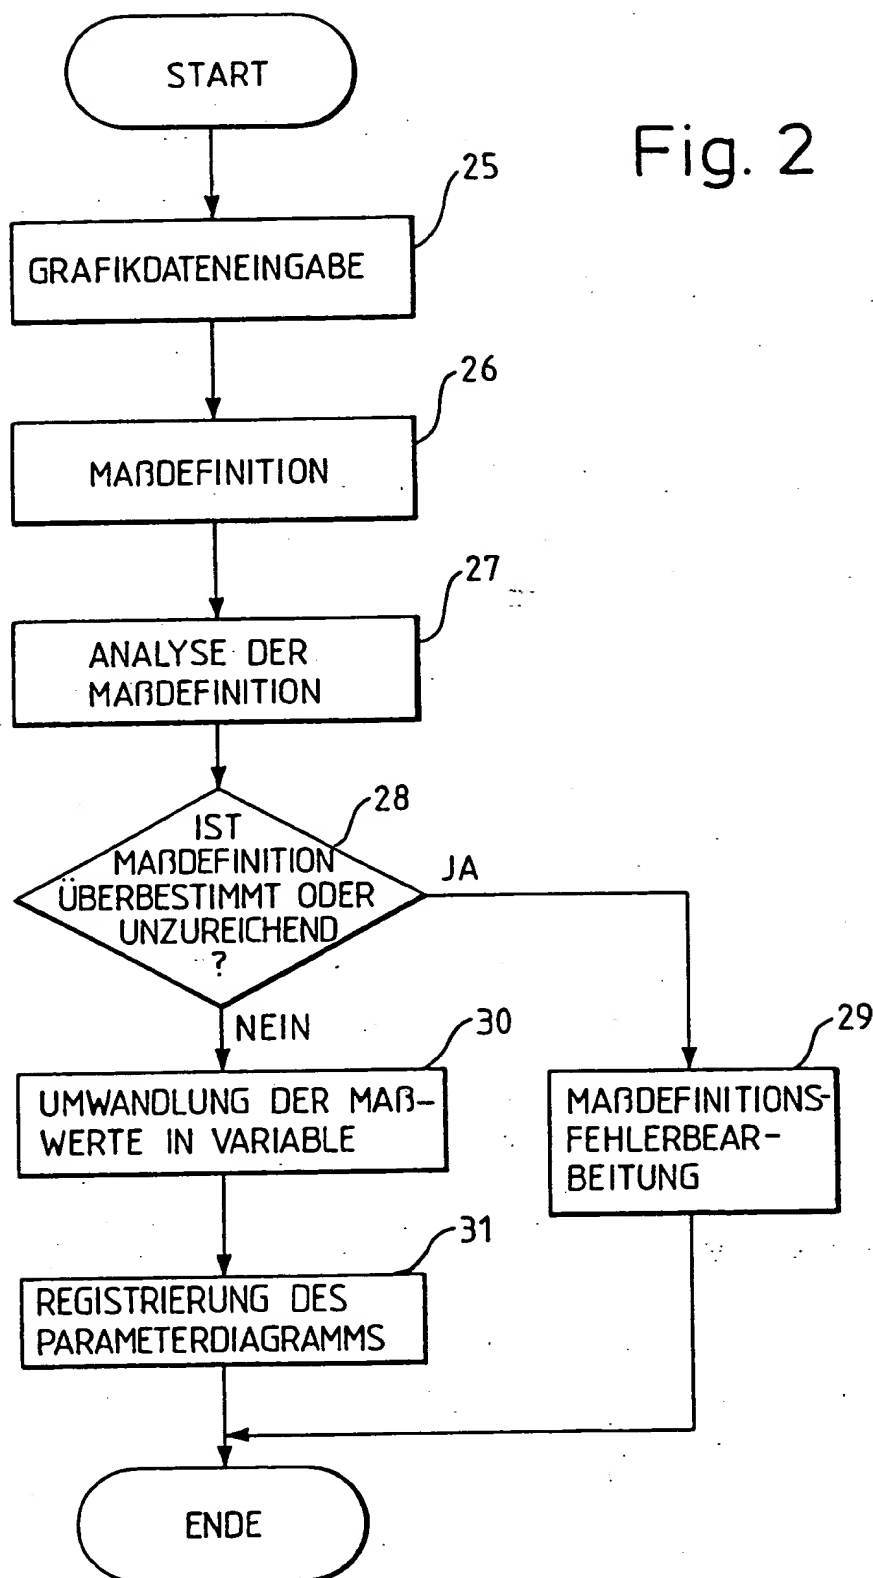 START
Fig. 2
25
GRAFIKDATENEINGABE
26
MAßDEFINITION
27
ANALYSE DER
MAßDEFINITION
28
IST
MAßDEFINITION
ÜBERBESTIMMT ODER
UNZUREICHEND
?
JA
NEIN
30
UMWANDLUNG DER MAß-
WERTE IN VARIABLE
29
MAßDEFINITIONS-
FEHLERBEAR-
BEITUNG
31
REGISTRIERUNG DES
PARAMETERDIAGRAMMS
ENDE